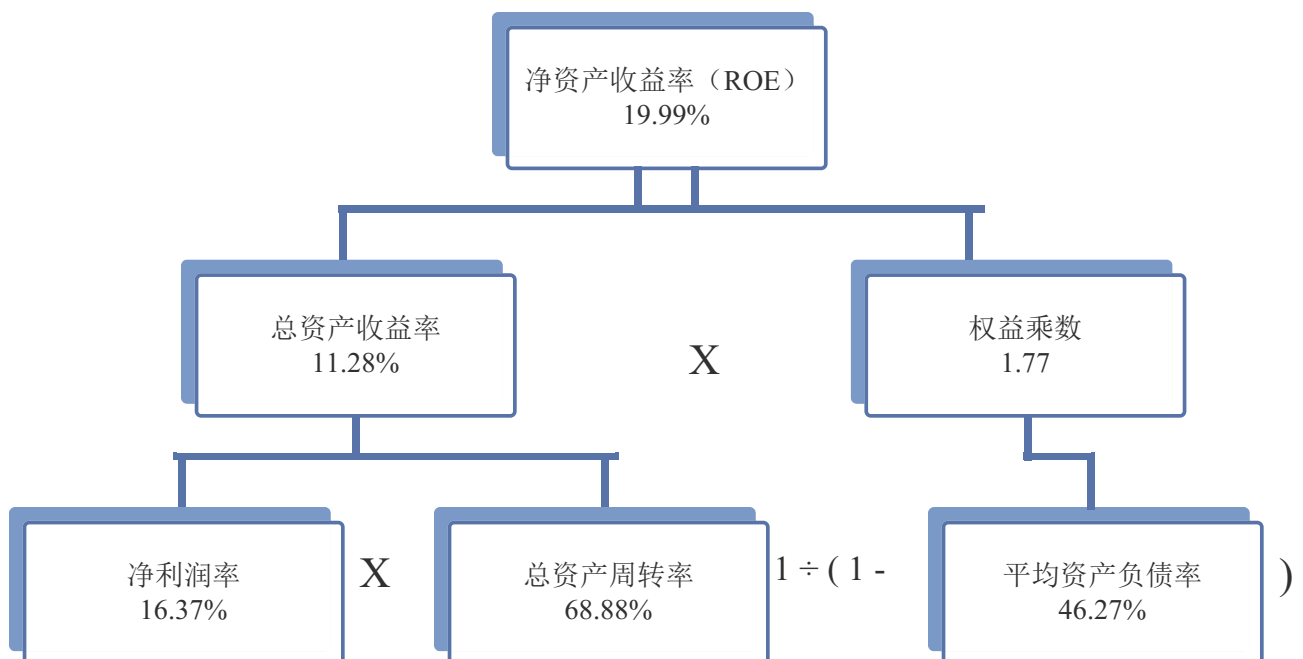 净资产收益率（ROE）
19.99%
总资产收益率
11.28%
X
权益乘数
1.77
净利润率
16.37%
X
总资产周转率
68.88%
1 ÷ ( 1 -
平均资产负债率
46.27%
)